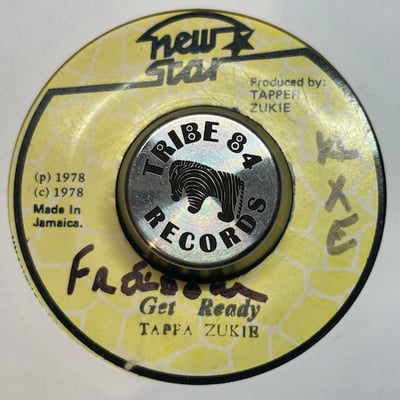 new
Star
Produced by:
TAPPER
ZUKIE
TRIBE 84
RECORDS
(p) 1978
(c) 1978
Made in
Jamaica.
Get Ready
TAPPA ZUKIE